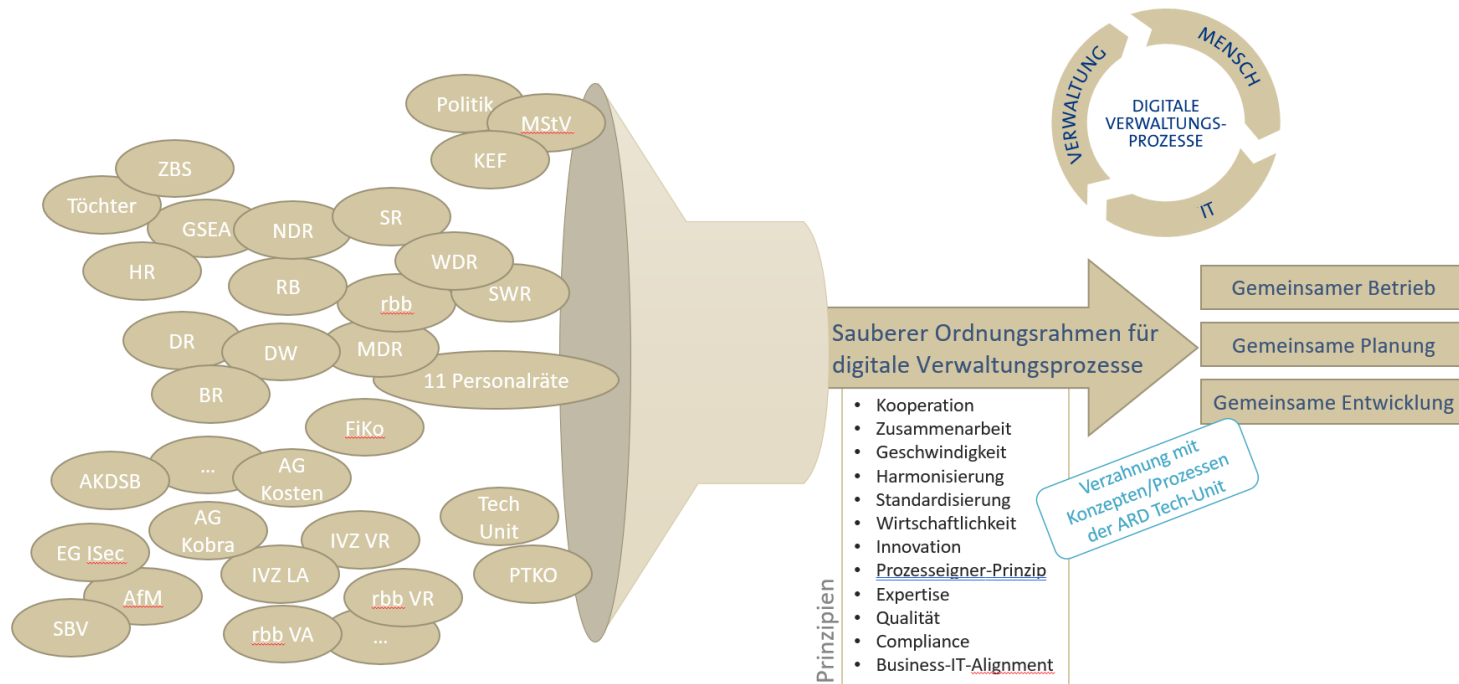 Politik
MStV
KEF
ZBS
Töchter
GSEA
NDR
SR
HR
RB
WDR
rbb
SWR
DR
DW
MDR
BR
11 Personalräte
FiKo
AKDSB
...
AG
Kosten
AG
Kobra
Tech
Unit
EG ISec
IVZ VR
IVZ LA
PTKO
AfM
rbb VR
SBV
rbb VA
...
VERWALTUNG
MENSCH
IT
DIGITALE
VERWALTUNGS-
PROZESSE
Sauberer Ordnungsrahmen für
digitale Verwaltungsprozesse
Gemeinsamer Betrieb
Gemeinsame Planung
Gemeinsame Entwicklung
Verzahnung mit
Konzepten/Prozessen
der ARD Tech-Unit
Prinzipien
• Kooperation
• Zusammenarbeit
• Geschwindigkeit
• Harmonisierung
• Standardisierung
• Wirtschaftlichkeit
• Innovation
• Prozesseigner-Prinzip
• Expertise
• Qualität
• Compliance
• Business-IT-Alignment